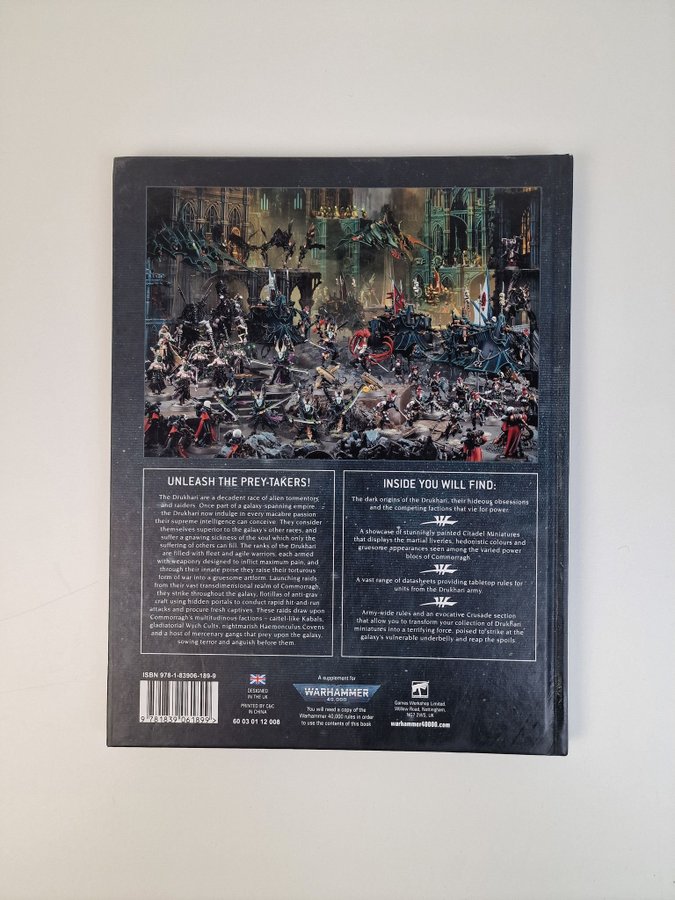 UNLEASH THE PREY-TAKERS!
The Drukhari are a decadent race of alien tormentors
and raiders. Once part of a galaxy-spanning empire,
the Drukhari now indulge in every macabre passion
their supreme intelligence can conceive. They consider
themselves superior to the galaxy's other races, and
suffer a gnawing sickness of the soul which only the
suffering of others can fill. The ranks of the Drukhari
are filled with fleet and agile warriors, each armed
with weaponry designed to inflict maximum pain, and
through their innate poise they raise their torturous
form of war into a gruesome artform. Launching raids
from their vast transdimensional realm of Commorragh,
they strike throughout the galaxy, flotillas of anti-grav
craft using hidden portals to conduct rapid hit-and-run
attacks and procure fresh captives. These raids draw upon
Commorragh's multitudinous factions – cartel-like Kabals,
gladiatorial Wych Cults, nightmarish Haemonculus Covens
and a host of mercenary gangs that prey upon the galaxy,
sowing terror and anguish before them.
INSIDE YOU WILL FIND:
The dark origins of the Drukhari, their hideous obsessions
and the competing factions that vie for power.
A showcase of stunningly painted Citadel Miniatures
that displays the martial liveries, hedonistic colours and
gruesome appearances seen among the varied power
blocs of Commorragh.
A vast range of datasheets providing tabletop rules for
units from the Drukhari army.
Army-wide rules and an evocative Crusade section
that allow you to transform your collection of Drukhari
miniatures into a terrifying force, poised to strike at the
galaxy's vulnerable underbelly and reap the spoils.
ISBN 978-1-83906-189-9
9 781839 061899
DESIGNED
IN THE UK
PRINTED BY C&C
IN CHINA
60 03 01 12 008
A supplement for
WARHAMMER
40,000
You will need a copy of the
Warhammer 40,000 rules in order
to use the contents of this book
Games Workshop Limited,
Willow Road, Nottingham,
NG7 2WS, UK
warhammer40000.com